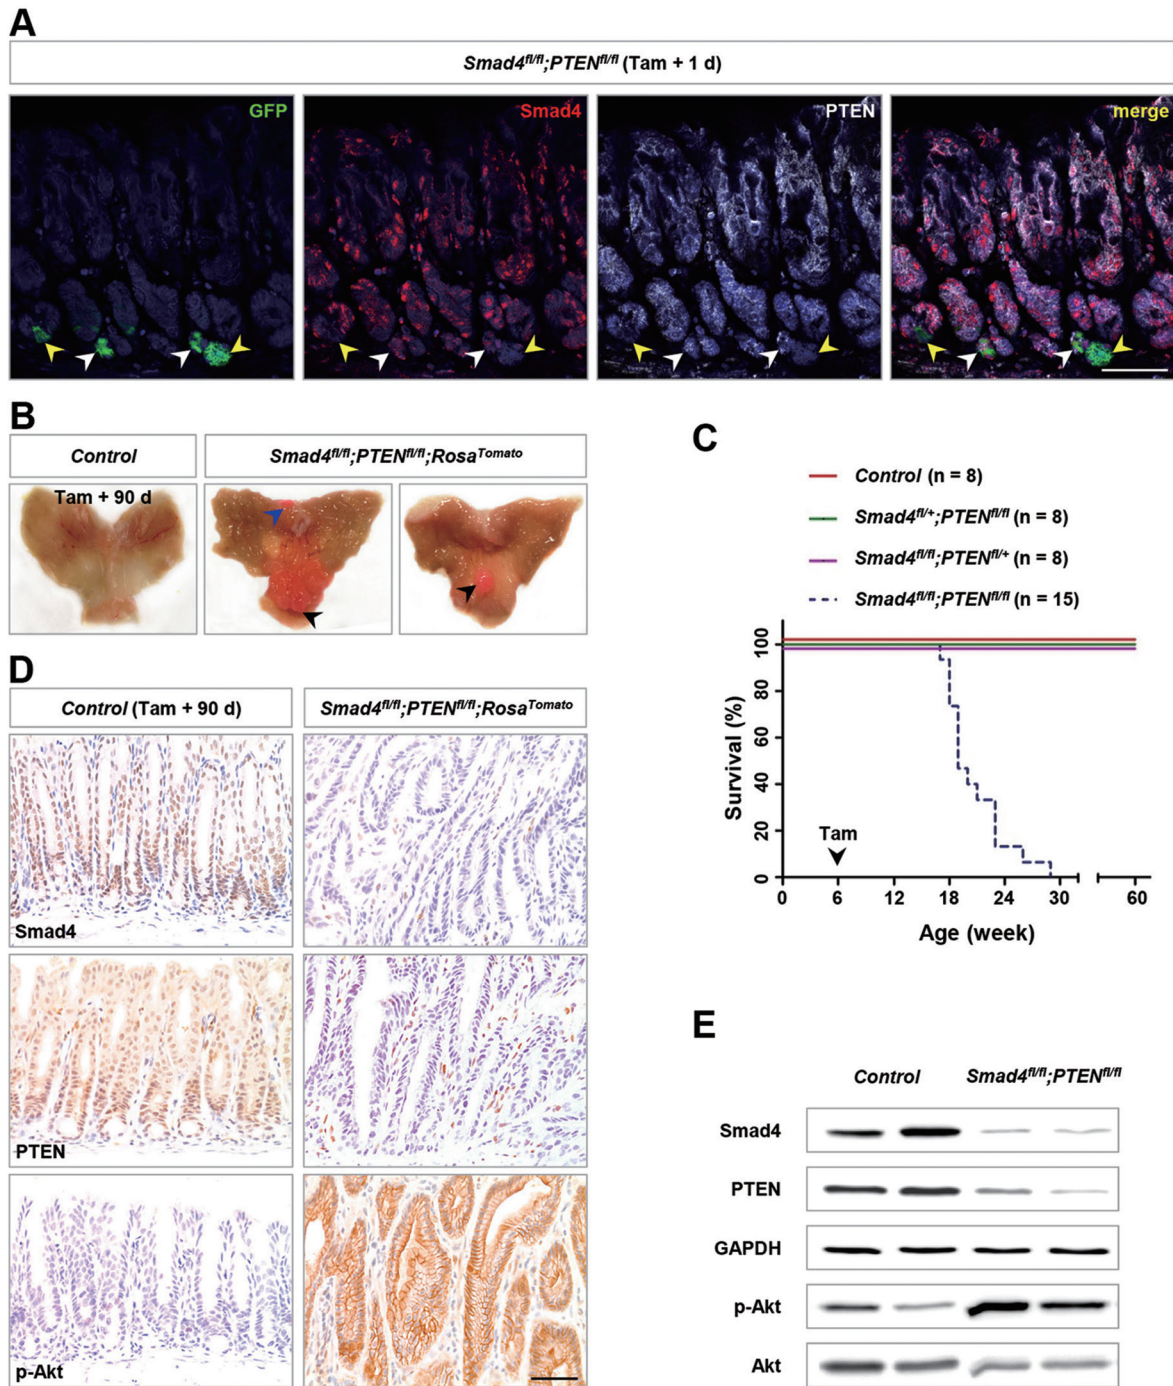 A
Smad4fl/fl;PTENfl/fl (Tam + 1 d)
GFP
Smad4
PTEN
merge
B
Control
Smad4fl/fl;PTENfl/fl;RosaTomato
Tam + 90 d
C
Control (n = 8)
Smad4fl/+;PTENfl/fl (n = 8)
Smad4fl/fl;PTENfl/+ (n = 8)
Smad4fl/fl;PTENfl/fl (n = 15)
Survival (%)
100
80
60
40
20
0
Tam
0 6 12 18 24 30 60
Age (week)
D
Control (Tam + 90 d)
Smad4fl/fl;PTENfl/fl;RosaTomato
Smad4
PTEN
p-Akt
E
Control
Smad4fl/fl;PTENfl/fl
Smad4
PTEN
GAPDH
p-Akt
Akt